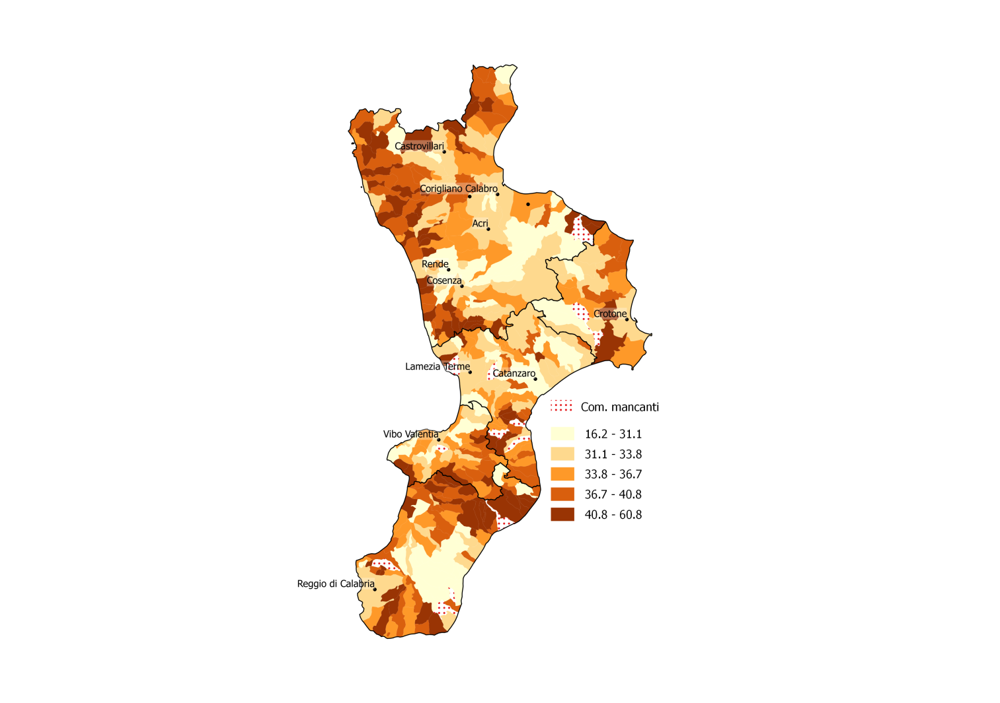 Castrovillari
Corigliano Calabro
Acri
Rende
Cosenza
Crotone
Lamezia Terme
Catanzaro
Com. mancanti
Vibo Valentia
16.2 - 31.1
31.1 - 33.8
33.8 - 36.7
36.7 - 40.8
40.8 - 60.8
Reggio di Calabria